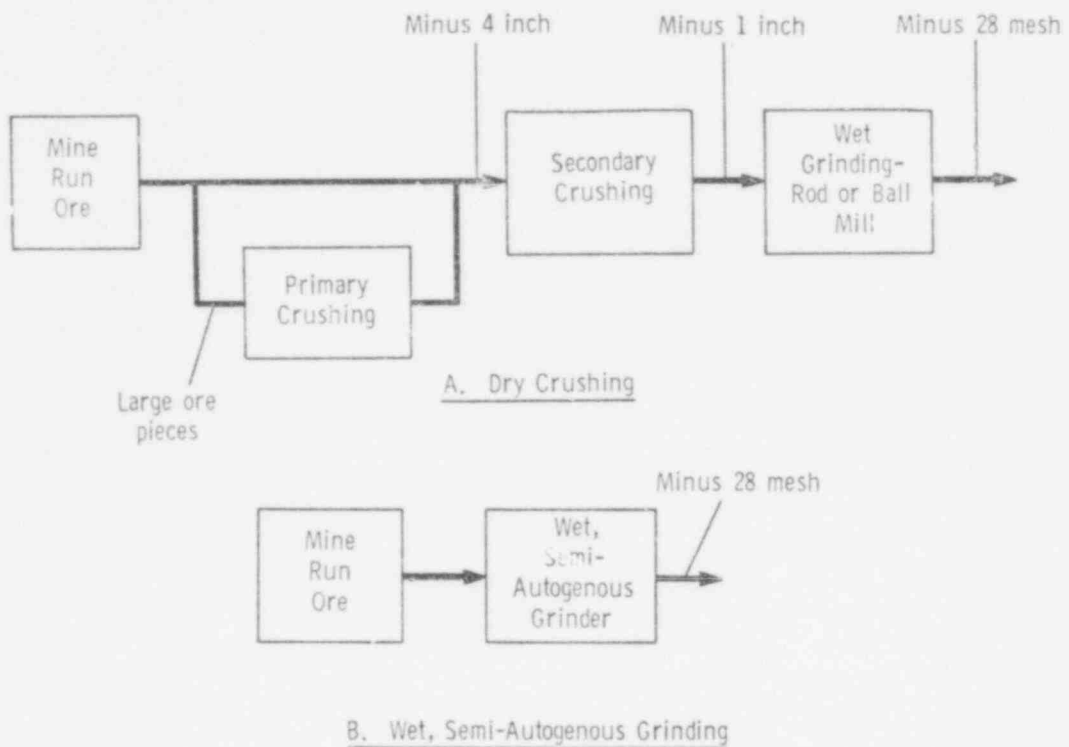 Minus 4 inch
Minus 1 inch
Minus 28 mesh
Mine
Run
Ore
Secondary
Crushing
Wet
Grinding-
Rod or Ball
Mill
Primary
Crushing
Large ore
pieces
A. Dry Crushing
Minus 28 mesh
Mine
Run
Ore
Wet,
Semi-
Autogenous
Grinder
B. Wet, Semi-Autogenous Grinding